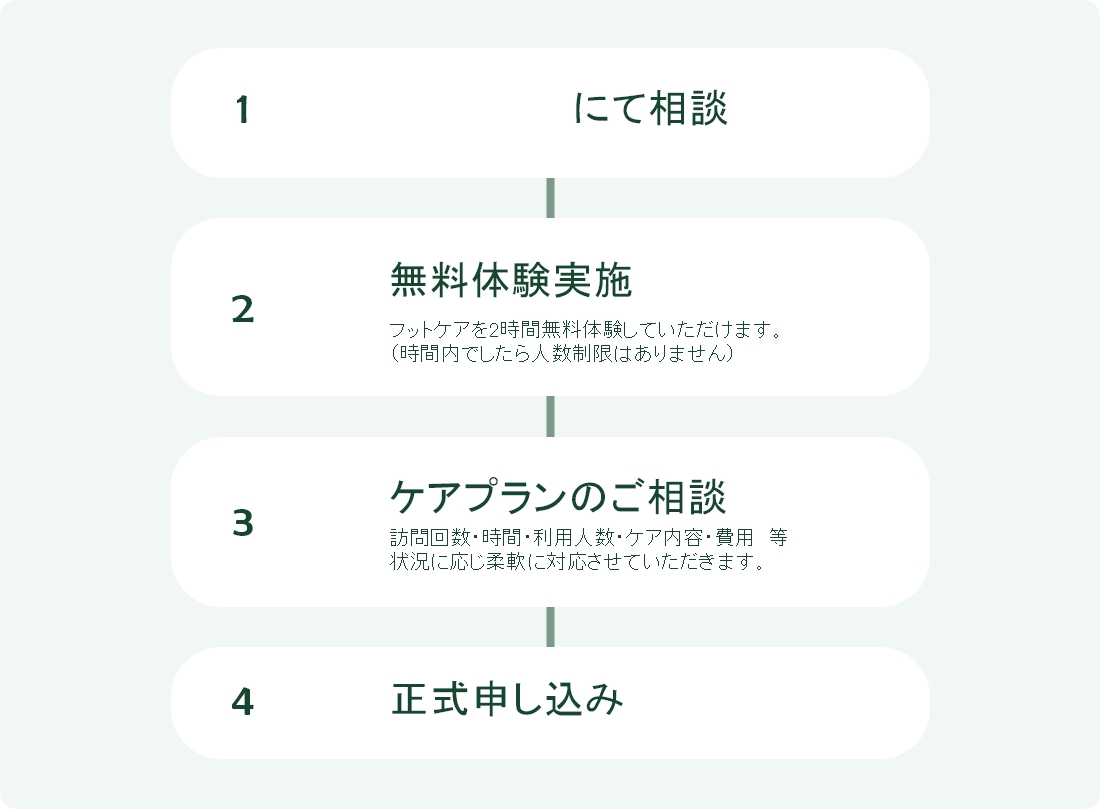 1
にて相談
2
無料体験実施
フットケアを2時間無料体験していただけます。
（時間内でしたら人数制限はありません）
3
ケアプランのご相談
訪問回数・時間・利用人数・ケア内容・費用　等
状況に応じ柔軟に対応させていただきます。
4
正式申し込み